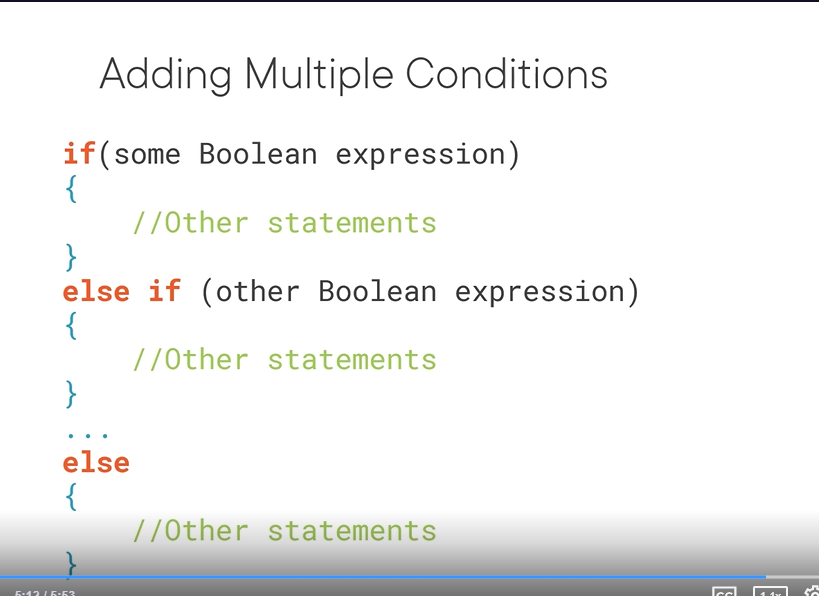 Adding Multiple Conditions
if(some Boolean expression)
{
//Other statements
}
else if (other Boolean expression)
{
//Other statements
}
...
else
{
//Other statements
}
5:12 / 5:53
CC
1.1x